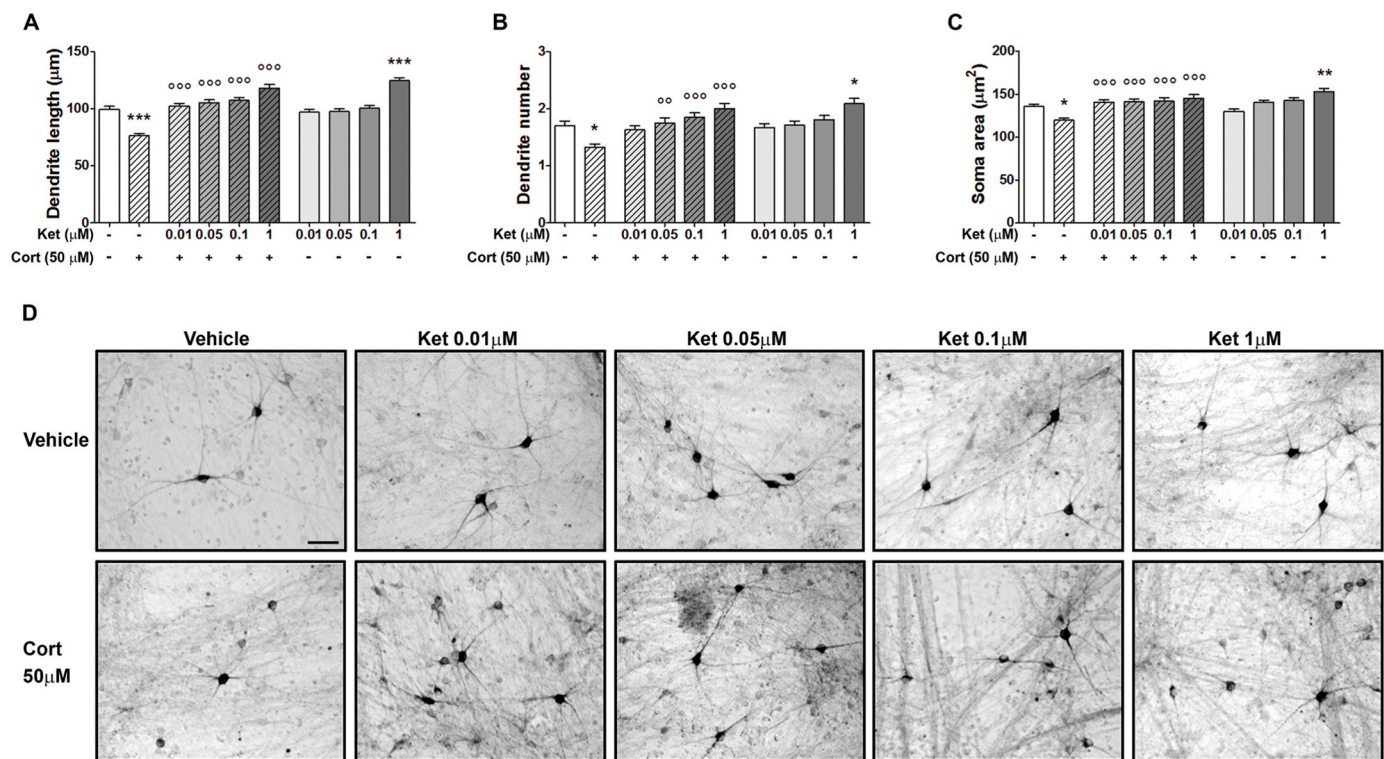 A
Dendrite length (μm)
150
100
50
0
***
°°° °°° °°° °°°
***
Ket (μM) - - 0.01 0.05 0.1 1 0.01 0.05 0.1 1
Cort (50 μM) - + + + + + - - - -
B
Dendrite number
3
2
1
0
*
°° °°° °°°
*
Ket (μM) - - 0.01 0.05 0.1 1 0.01 0.05 0.1 1
Cort (50 μM) - + + + + + - - - -
C
Soma area (μm²)
200
150
100
50
0
*
°°° °°° °°° °°°
**
Ket (μM) - - 0.01 0.05 0.1 1 0.01 0.05 0.1 1
Cort (50 μM) - + + + + + - - - -
D
Vehicle Ket 0.01μM Ket 0.05μM Ket 0.1μM Ket 1μM
Vehicle
Cort
50μM